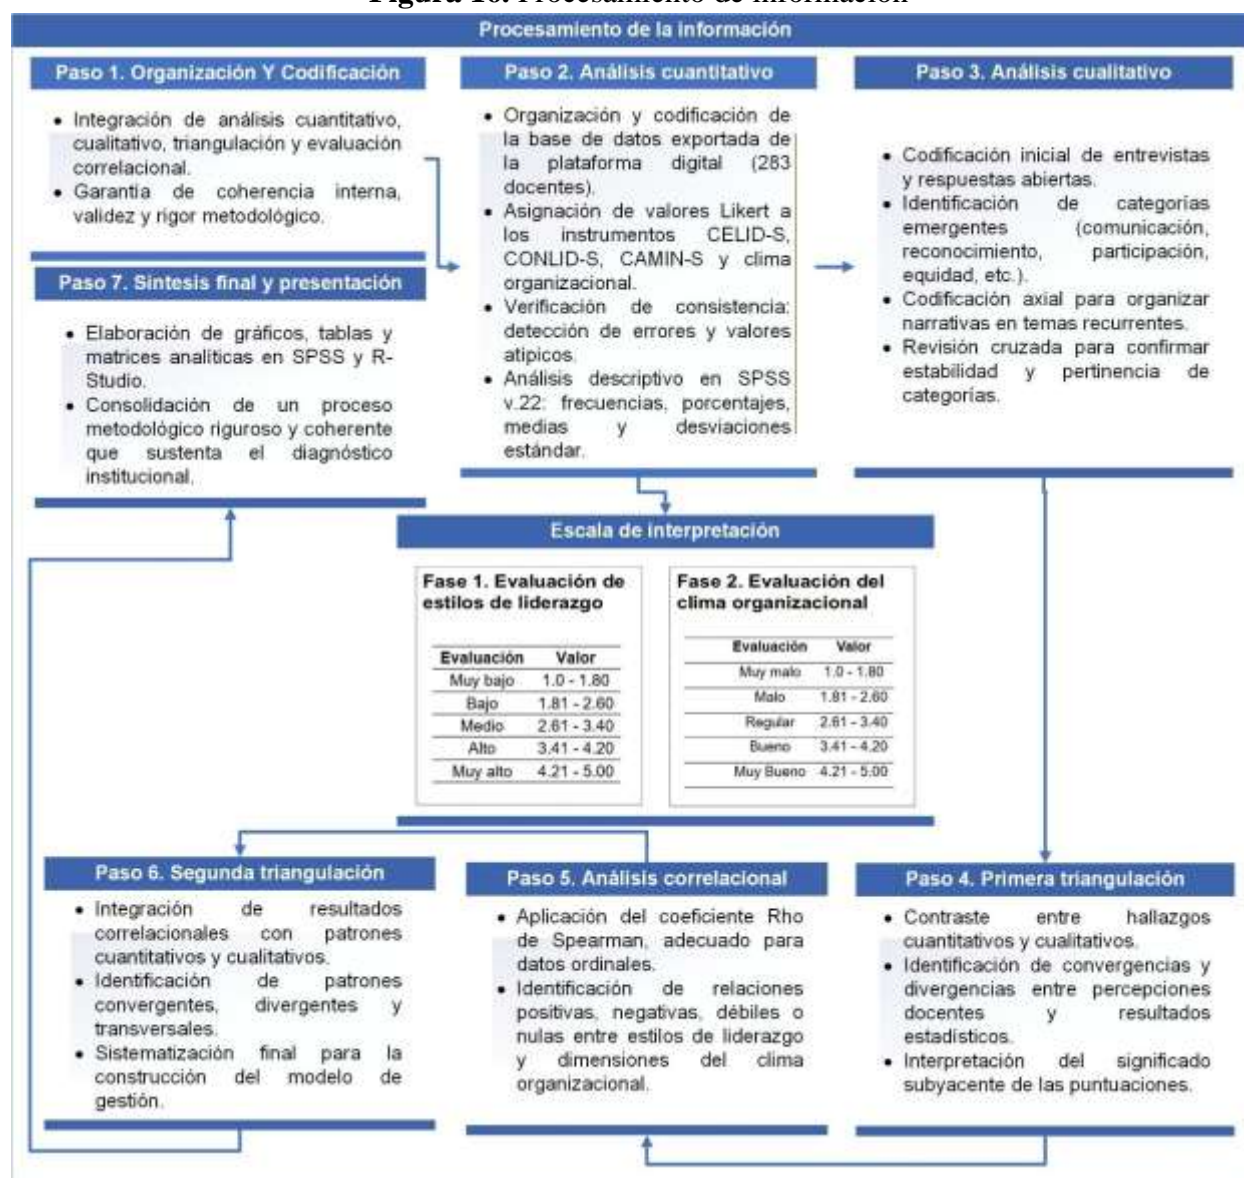 Figura 16. Procesamiento de información
Procesamiento de la información
Paso 1. Organización Y Codificación
• Integración de análisis cuantitativo,
cualitativo, triangulación y evaluación
correlacional.
• Garantía de coherencia interna,
validez y rigor metodológico.
Paso 2. Análisis cuantitativo
• Organización y codificación de
la base de datos exportada de
la plataforma digital (283
docentes).
• Asignación de valores Likert a
los instrumentos CELID-S,
CONLID-S, CAMIN-S y clima
organizacional.
• Verificación de consistencia:
detección de errores y valores
atípicos.
• Análisis descriptivo en SPSS
v.22: frecuencias, porcentajes,
medias y desviaciones
estándar.
Paso 3. Análisis cualitativo
• Codificación inicial de entrevistas
y respuestas abiertas.
• Identificación de categorías
emergentes (comunicación,
reconocimiento, participación,
equidad, etc.).
• Codificación axial para organizar
narrativas en temas recurrentes.
• Revisión cruzada para confirmar
estabilidad y pertinencia de
categorías.
Paso 7. Síntesis final y presentación
• Elaboración de gráficos, tablas y
matrices analíticas en SPSS y R-
Studio.
• Consolidación de un proceso
metodológico riguroso y coherente
que sustenta el diagnóstico
institucional.
Escala de interpretación
Fase 1. Evaluación de
estilos de liderazgo
Evaluación Valor
Muy bajo 1.0 - 1.80
Bajo 1.81 - 2.60
Medio 2.61 - 3.40
Alto 3.41 - 4.20
Muy alto 4.21 - 5.00
Fase 2. Evaluación del
clima organizacional
Evaluación Valor
Muy malo 1.0 - 1.80
Malo 1.81 - 2.60
Regular 2.61 - 3.40
Bueno 3.41 - 4.20
Muy Bueno 4.21 - 5.00
Paso 6. Segunda triangulación
• Integración de resultados
correlacionales con patrones
cuantitativos y cualitativos.
• Identificación de patrones
convergentes, divergentes y
transversales.
• Sistematización final para la
construcción del modelo de
gestión.
Paso 5. Análisis correlacional
• Aplicación del coeficiente Rho
de Spearman, adecuado para
datos ordinales.
• Identificación de relaciones
positivas, negativas, débiles o
nulas entre estilos de liderazgo
y dimensiones del clima
organizacional.
Paso 4. Primera triangulación
• Contraste entre hallazgos
cuantitativos y cualitativos.
• Identificación de convergencias y
divergencias entre percepciones
docentes y resultados
estadísticos.
• Interpretación del significado
subyacente de las puntuaciones.